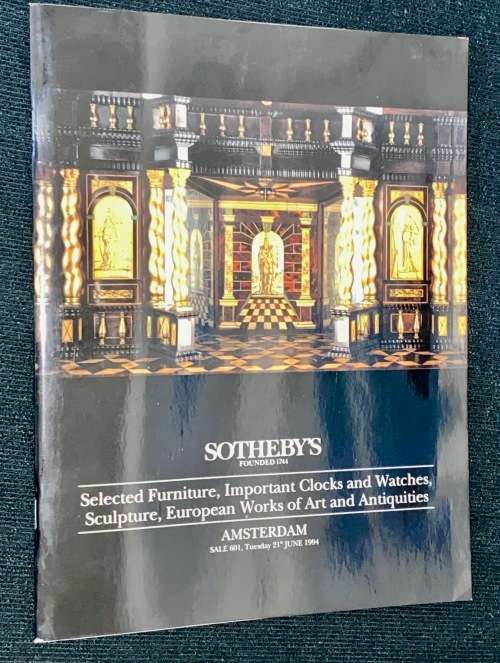 SOTHEBY'S
FOUNDED 1744
Selected Furniture, Important Clocks and Watches,
Sculpture, European Works of Art and Antiquities
AMSTERDAM
SALE 601, Tuesday 21st JUNE 1994